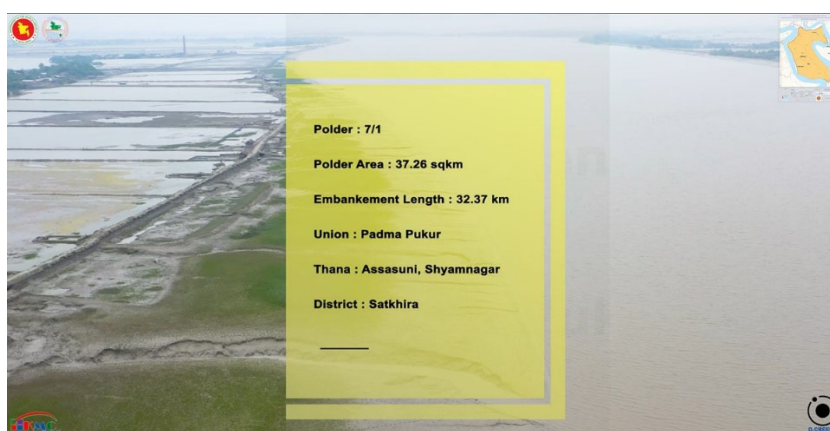 Polder : 7/1
Polder Area : 37.26 sqkm
Embankement Length : 32.37 km
Union : Padma Pukur
Thana : Assasuni, Shyamnagar
District : Satkhira